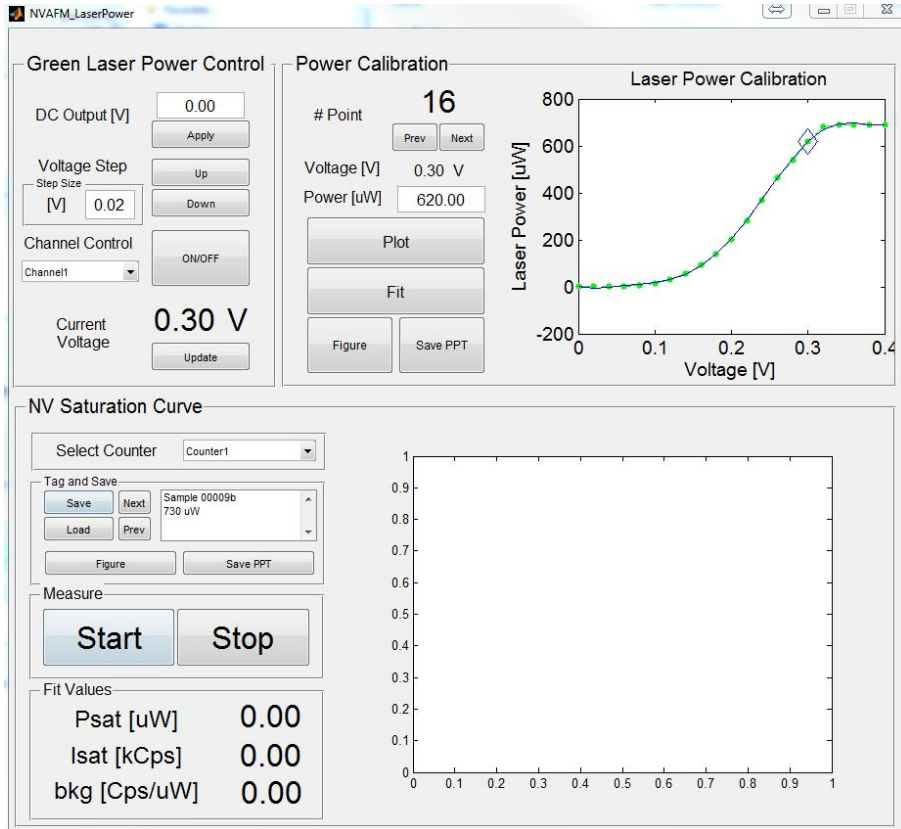 NVAFM_LaserPower
Green Laser Power Control
DC Output [V]
0.00
Apply
Voltage Step
Step Size
[V]
0.02
Up
Down
Channel Control
Channel1
ON/OFF
Current
Voltage
0.30 V
Update
Power Calibration
# Point
16
Prev
Next
Voltage [V]
0.30 V
Power [uW]
620.00
Plot
Fit
Figure
Save PPT
Laser Power Calibration
Laser Power [uW]
800
600
400
200
0
-200
0
0.1
0.2
0.3
0.4
Voltage [V]
NV Saturation Curve
Select Counter
Counter1
Tag and Save
Save
Next
Load
Prev
Sample 00009b
730 uW
Figure
Save PPT
Measure
Start
Stop
Fit Values
Psat [uW]
0.00
Isat [kCps]
0.00
bkg [Cps/uW]
0.00
1
0.9
0.8
0.7
0.6
0.5
0.4
0.3
0.2
0.1
0
0
0.1
0.2
0.3
0.4
0.5
0.6
0.7
0.8
0.9
1